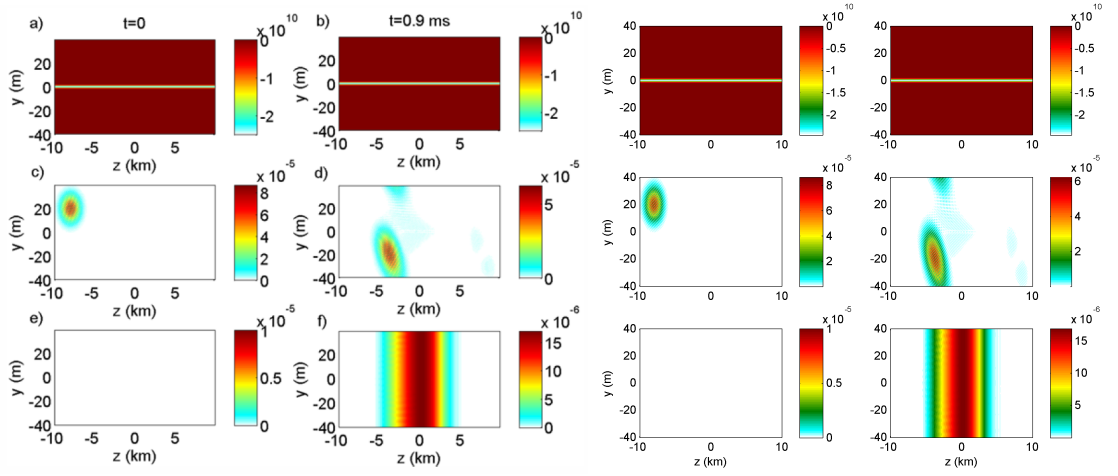 a) t=0 b) t=0.9 ms
x 10^10 x 10^10 x 10^10 x 10^10
y (m) 20 0 -20 -40 0 -1 -2
20 0 -20 -40 0 -1 -2
y (m) 40 20 0 -20 -40 0 -0.5 -1 -1.5 -2
40 20 0 -20 -40 0 -0.5 -1 -1.5 -2
-10 -5 0 5 -10 -5 0 5 -10 0 10 -10 0 10
z (km) z (km) z (km) z (km)
c) d)
x 10^-5 x 10^-5 x 10^-5 x 10^-5
y (m) 20 0 -20 -40 8 6 4 2 0
20 0 -20 -40 5 0
y (m) 40 20 0 -20 -40 8 6 4 2
y (m) 40 20 0 -20 -40 6 4 2
-10 -5 0 5 -10 -5 0 5 -10 0 10 -10 0 10
z (km) z (km)
e) f)
x 10^-5 x 10^-6 x 10^-5 x 10^-6
y (m) 20 0 -20 -40 1 0.5 0
20 0 -20 -40 15 10 5 0
y (m) 40 20 0 -20 -40 1 0.5 0
y (m) 40 20 0 -20 -40 15 10 5
-10 -5 0 5 -10 -5 0 5 -10 0 10 -10 0 10
z (km) z (km) z (km) z (km)